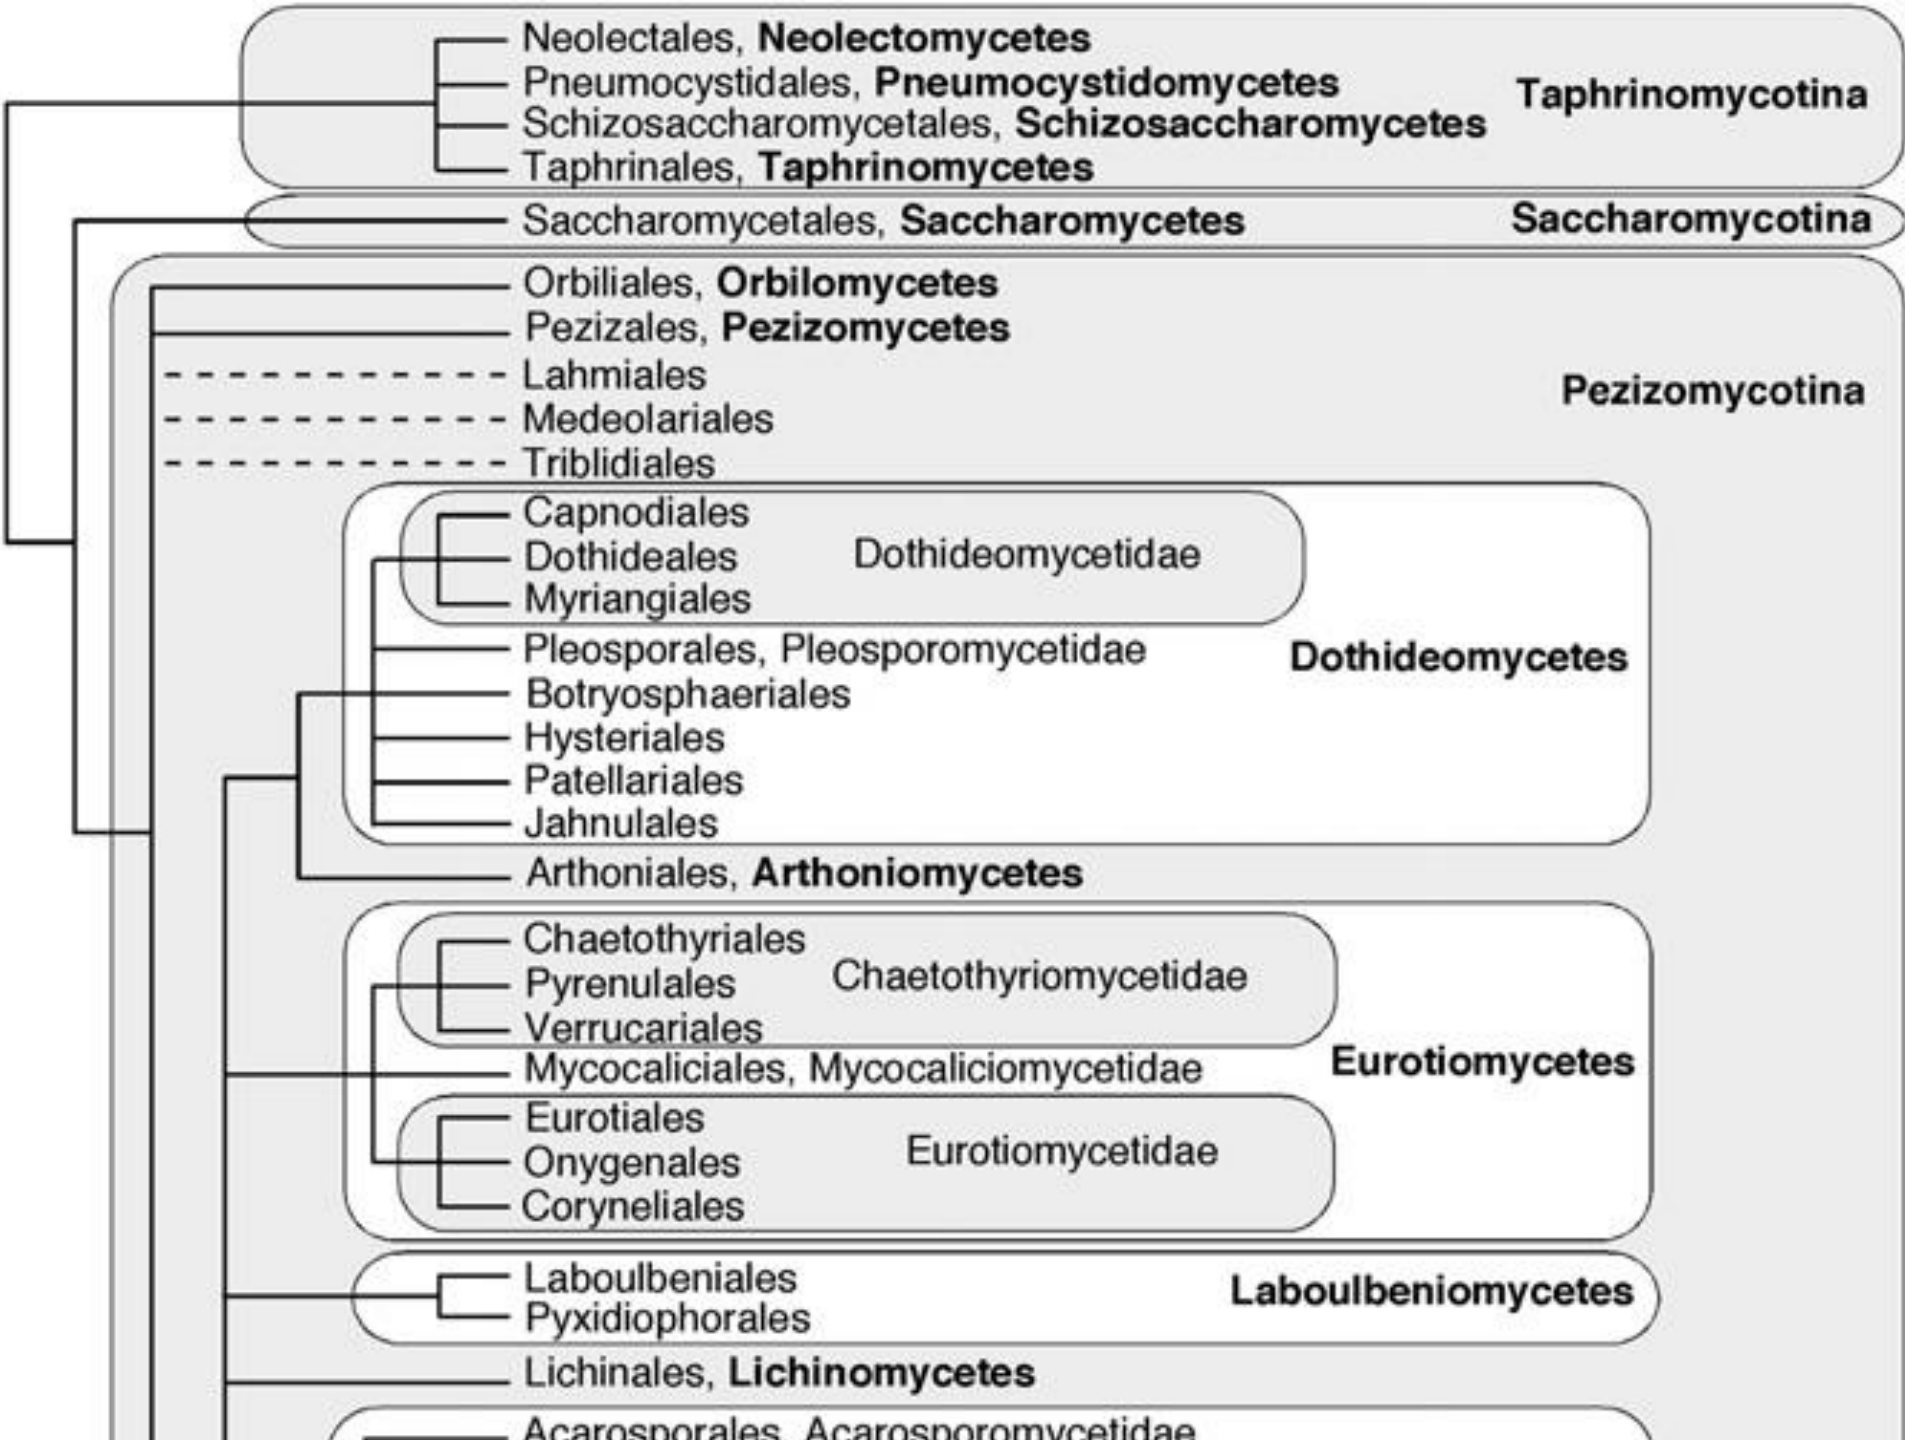 Neolectales, Neolectomycetes
Pneumocystidales, Pneumocystidomycetes
Taphrinomycotina
Schizosaccharomycetales, Schizosaccharomycetes
Taphrinales, Taphrinomycetes
Saccharomycetales, Saccharomycetes
Saccharomycotina
Orbiliales, Orbilomycetes
Pezizales, Pezizomycetes
Lahmiales
Pezizomycotina
Medeolariales
Triblidiales
Capnodiales
Dothideales
Dothideomycetidae
Myriangiales
Pleosporales, Pleosporomycetidae
Dothideomycetes
Botryosphaeriales
Hysteriales
Patellariales
Jahnulales
Arthoniales, Arthoniomycetes
Chaetothyriales
Pyrenulales
Chaetothyriomycetidae
Verrucariales
Mycocaliciales, Mycocaliciomycetidae
Eurotiomycetes
Eurotiales
Onygenales
Eurotiomycetidae
Coryneliales
Laboulbeniales
Laboulbeniomycetes
Pyxidiophorales
Lichinales, Lichinomycetes
Acarosporales, Acarosporomycetidae